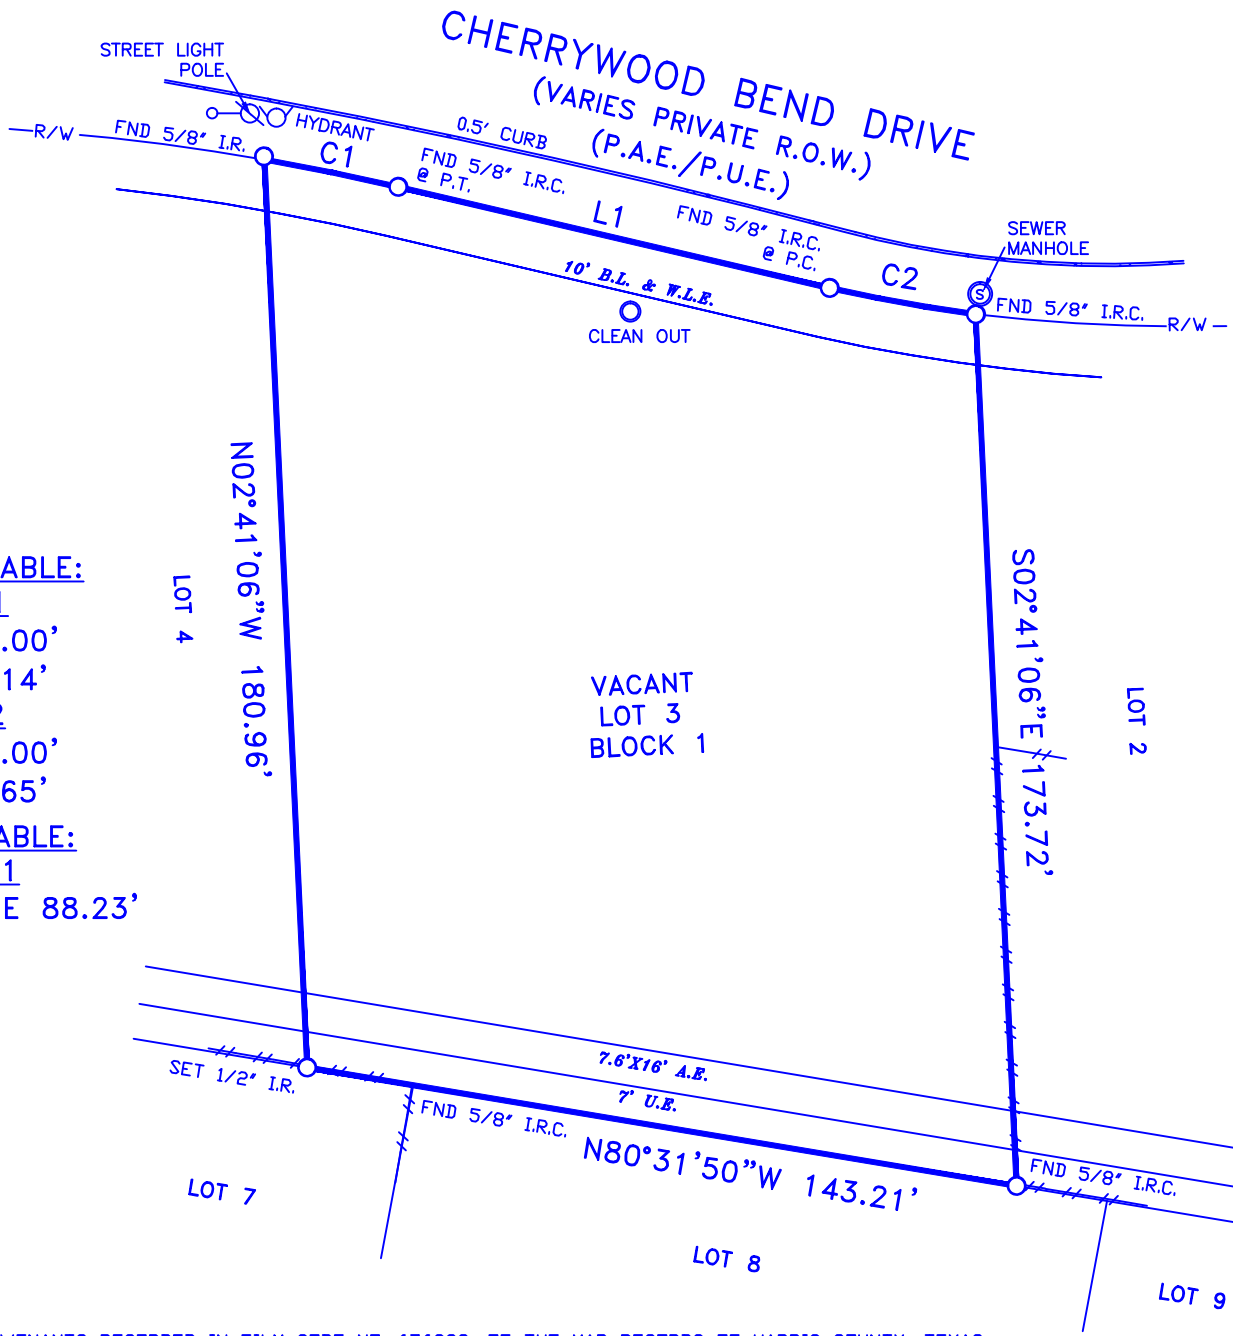 CHERRYWOOD BEND DRIVE
(VARIES PRIVATE R.O.W.)
(P.A.E./P.U.E.)
STREET LIGHT
POLE
HYDRANT
0.5' CURB
R/W
FND 5/8" I.R.
C1
FND 5/8" I.R.C.
@ P.T.
L1
FND 5/8" I.R.C.
@ P.C.
C2
SEWER
MANHOLE
S
FND 5/8" I.R.C.
R/W
10' B.L. & W.L.E.
CLEAN OUT
N02°41'06"W 180.96'
LOT 4
S02°41'06"E 173.72'
LOT 2
VACANT
LOT 3
BLOCK 1
ABLE:
.00'
14'
.00'
65'
ABLE:
1
E 88.23'
7.6'X16' A.E.
7' U.E.
SET 1/2" I.R.
FND 5/8" I.R.C.
N80°31'50"W 143.21'
FND 5/8" I.R.C.
LOT 7
LOT 8
LOT 9